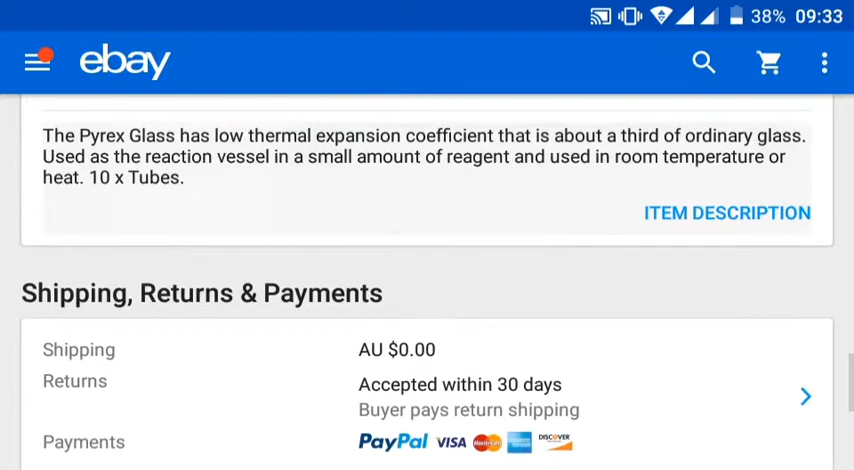 38% 09:33
ebay
The Pyrex Glass has low thermal expansion coefficient that is about a third of ordinary glass.
Used as the reaction vessel in a small amount of reagent and used in room temperature or
heat. 10 x Tubes.
ITEM DESCRIPTION
Shipping, Returns & Payments
Shipping AU $0.00
Returns Accepted within 30 days
Buyer pays return shipping
Payments PayPal VISA MasterCard AMERICAN EXPRESS DISCOVER